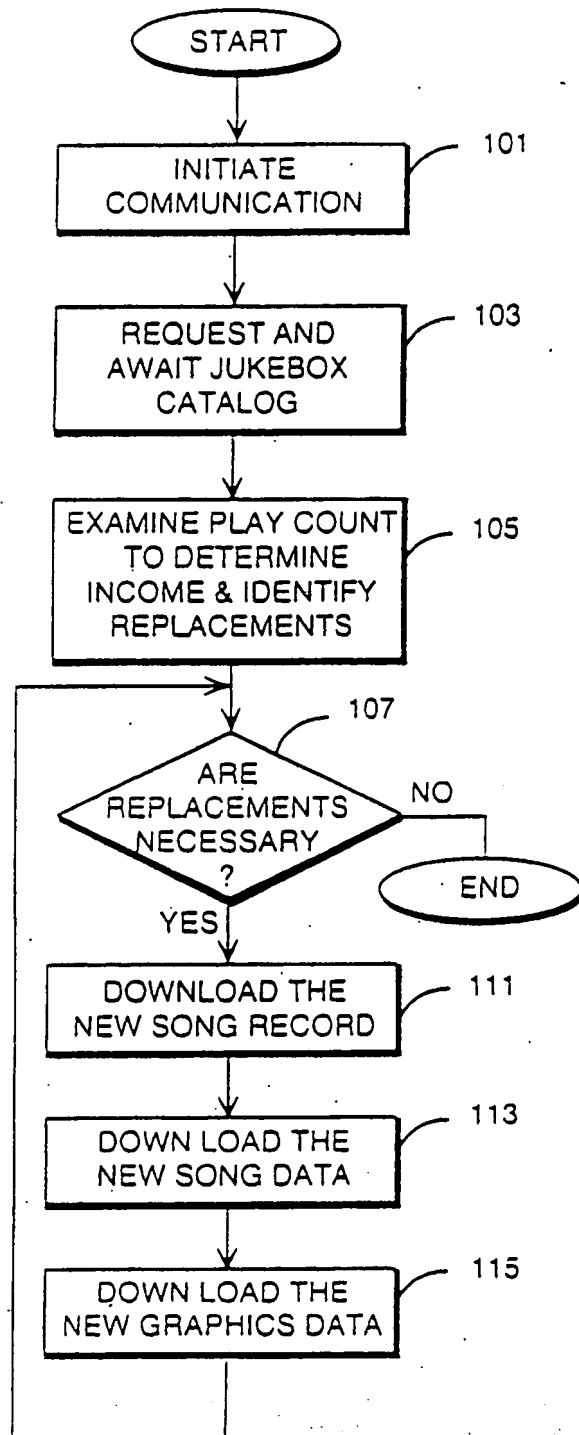 START
INITIATE
COMMUNICATION
101
REQUEST AND
AWAIT JUKEBOX
CATALOG
103
EXAMINE PLAY COUNT
TO DETERMINE
INCOME & IDENTIFY
REPLACEMENTS
105
107
ARE
REPLACEMENTS
NECESSARY
?
NO
END
YES
DOWNLOAD THE
NEW SONG RECORD
111
DOWN LOAD THE
NEW SONG DATA
113
DOWN LOAD THE
NEW GRAPHICS DATA
115